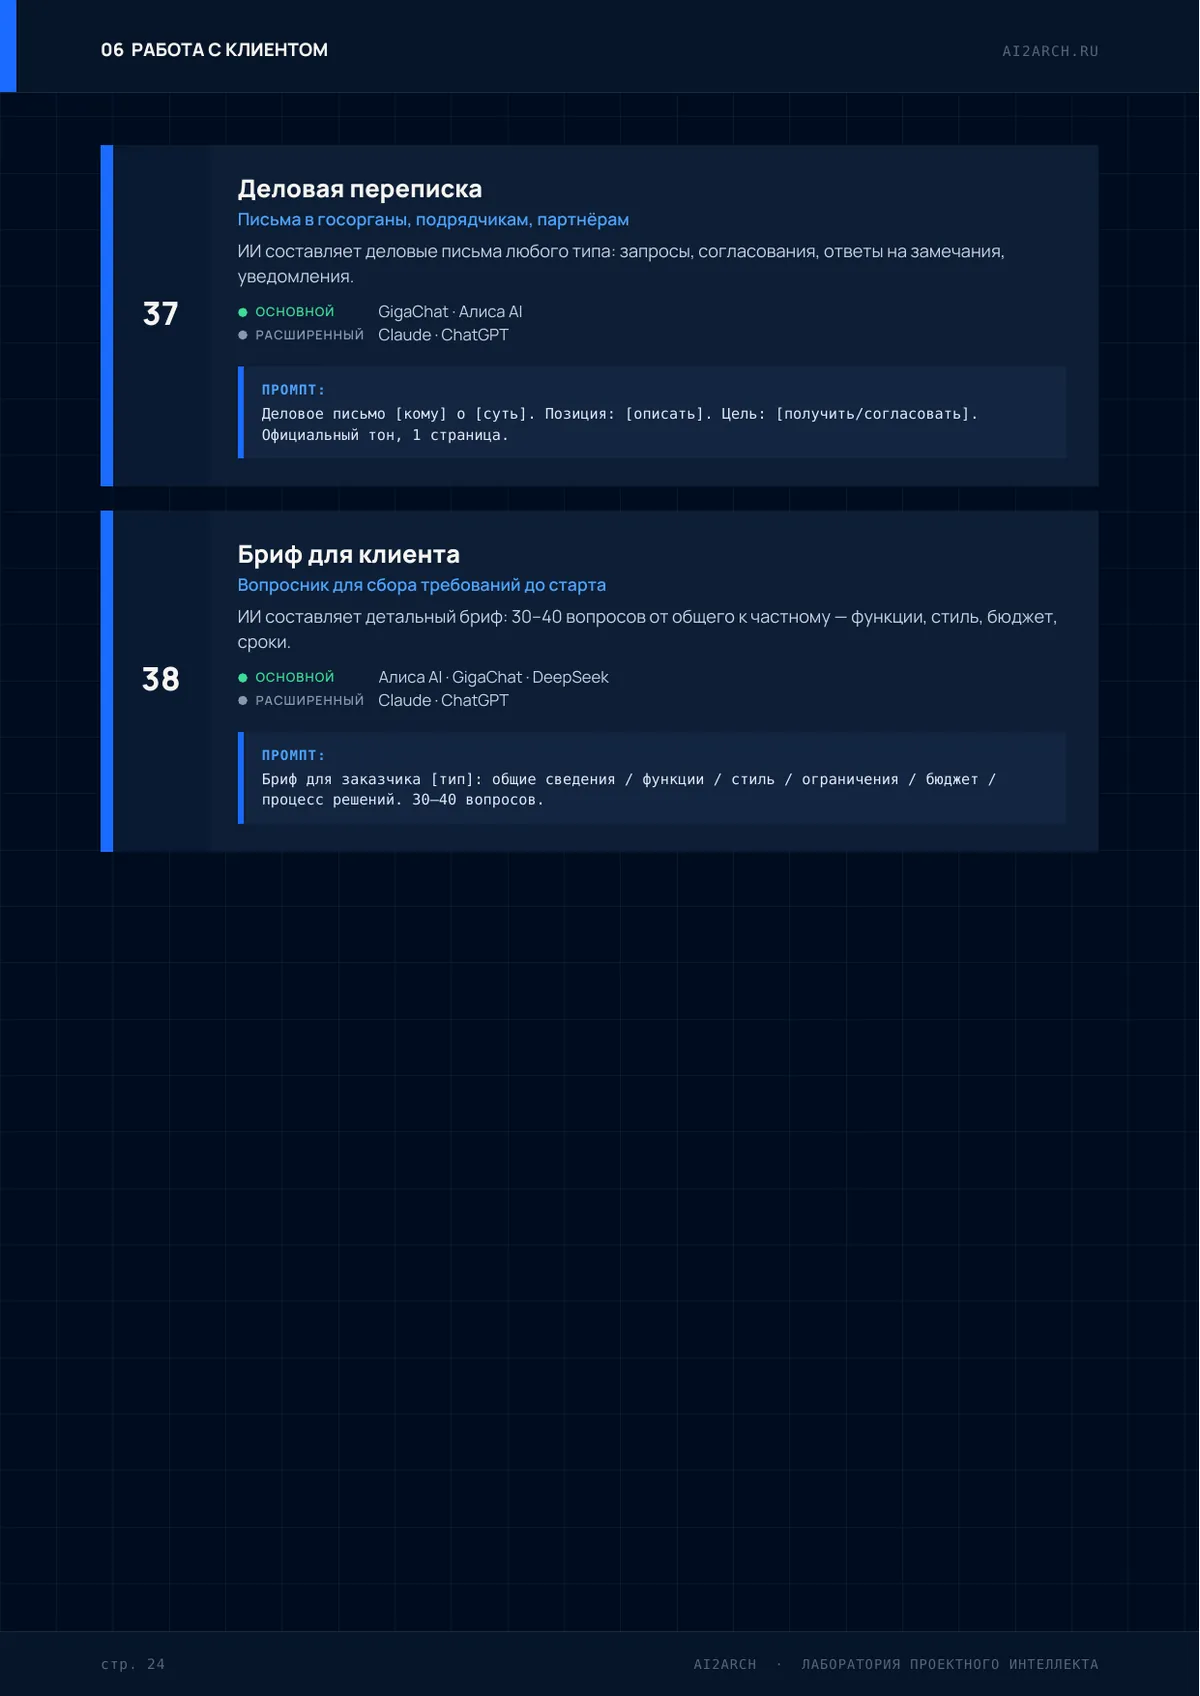 06 РАБОТА С КЛИЕНТОМ
AI2ARCH.RU
37
Деловая переписка
Письма в госорганы, подрядчикам, партнёрам
ИИ составляет деловые письма любого типа: запросы, согласования, ответы на замечания,
уведомления.
ОСНОВНОЙ GigaChat · Алиса AI
РАСШИРЕННЫЙ Claude · ChatGPT
ПРОМПТ:
Деловое письмо [кому] о [суть]. Позиция: [описать]. Цель: [получить/согласовать].
Официальный тон, 1 страница.
38
Бриф для клиента
Вопросник для сбора требований до старта
ИИ составляет детальный бриф: 30–40 вопросов от общего к частному — функции, стиль, бюджет,
сроки.
ОСНОВНОЙ Алиса AI · GigaChat · DeepSeek
РАСШИРЕННЫЙ Claude · ChatGPT
ПРОМПТ:
Бриф для заказчика [тип]: общие сведения / функции / стиль / ограничения / бюджет /
процесс решений. 30–40 вопросов.
стр. 24
AI2ARCH · ЛАБОРАТОРИЯ ПРОЕКТНОГО ИНТЕЛЛЕКТА